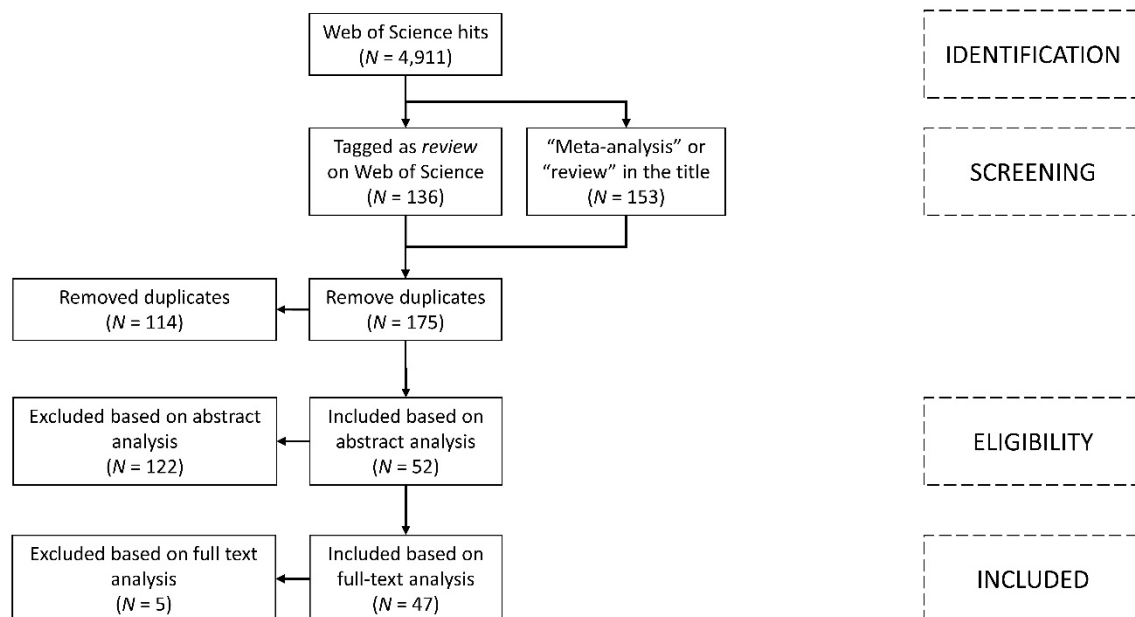 Web of Science hits
(N = 4,911)
IDENTIFICATION
Tagged as review
on Web of Science
(N = 136)
“Meta-analysis” or
“review” in the title
(N = 153)
SCREENING
Removed duplicates
(N = 114)
Remove duplicates
(N = 175)
Excluded based on abstract
analysis
(N = 122)
Included based on
abstract analysis
(N = 52)
ELIGIBILITY
Excluded based on full text
analysis
(N = 5)
Included based on
full-text analysis
(N = 47)
INCLUDED